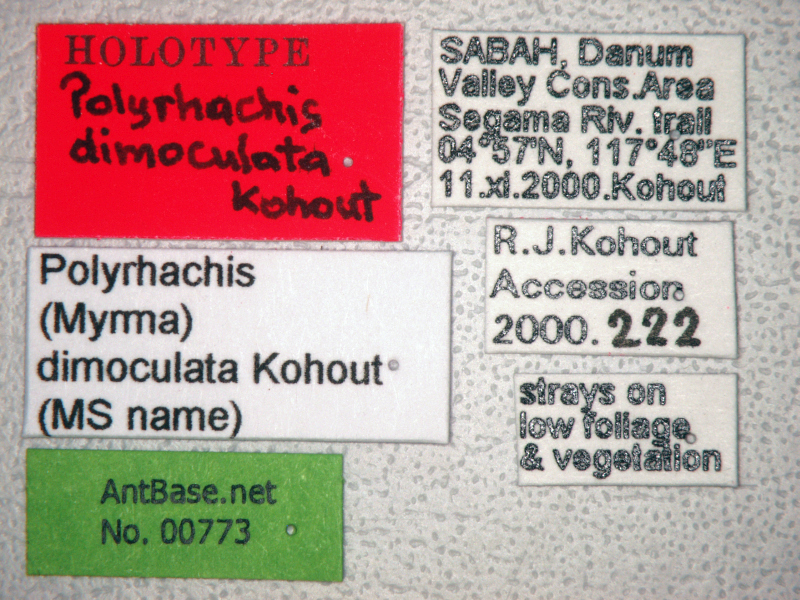 HOLOTYPE
Polyrhachis
dimoculata
Kohout
Polyrhachis
(Myrma)
dimoculata Kohout
(MS name)
AntBase.net
No. 00773
SABAH, Danum
Valley Cons.Area
Segama Riv. trail
04°57'N, 117°48'E
11.xi.2000.Kohout
R.J.Kohout
Accession
2000.222
strays on
low foliage
& vegetation